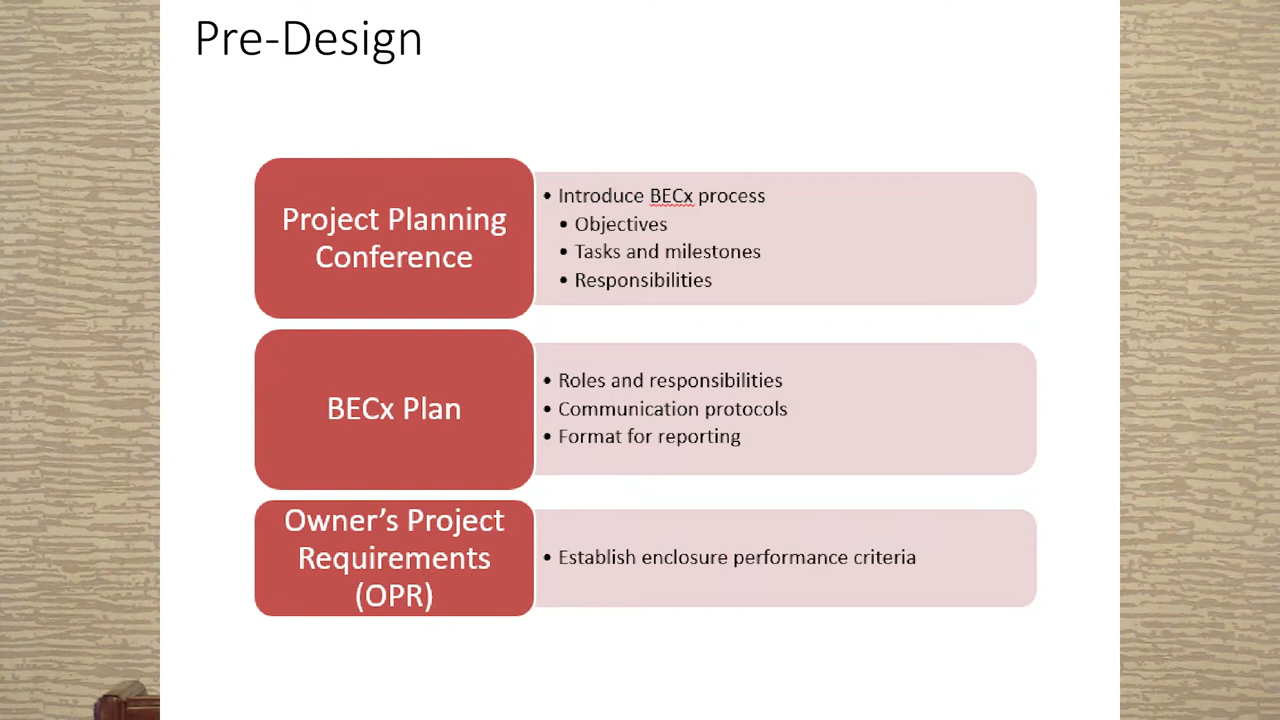 Pre-Design
Project Planning
Conference
• Introduce BECx process
• Objectives
• Tasks and milestones
• Responsibilities
BECx Plan
• Roles and responsibilities
• Communication protocols
• Format for reporting
Owner's Project
Requirements
(OPR)
• Establish enclosure performance criteria